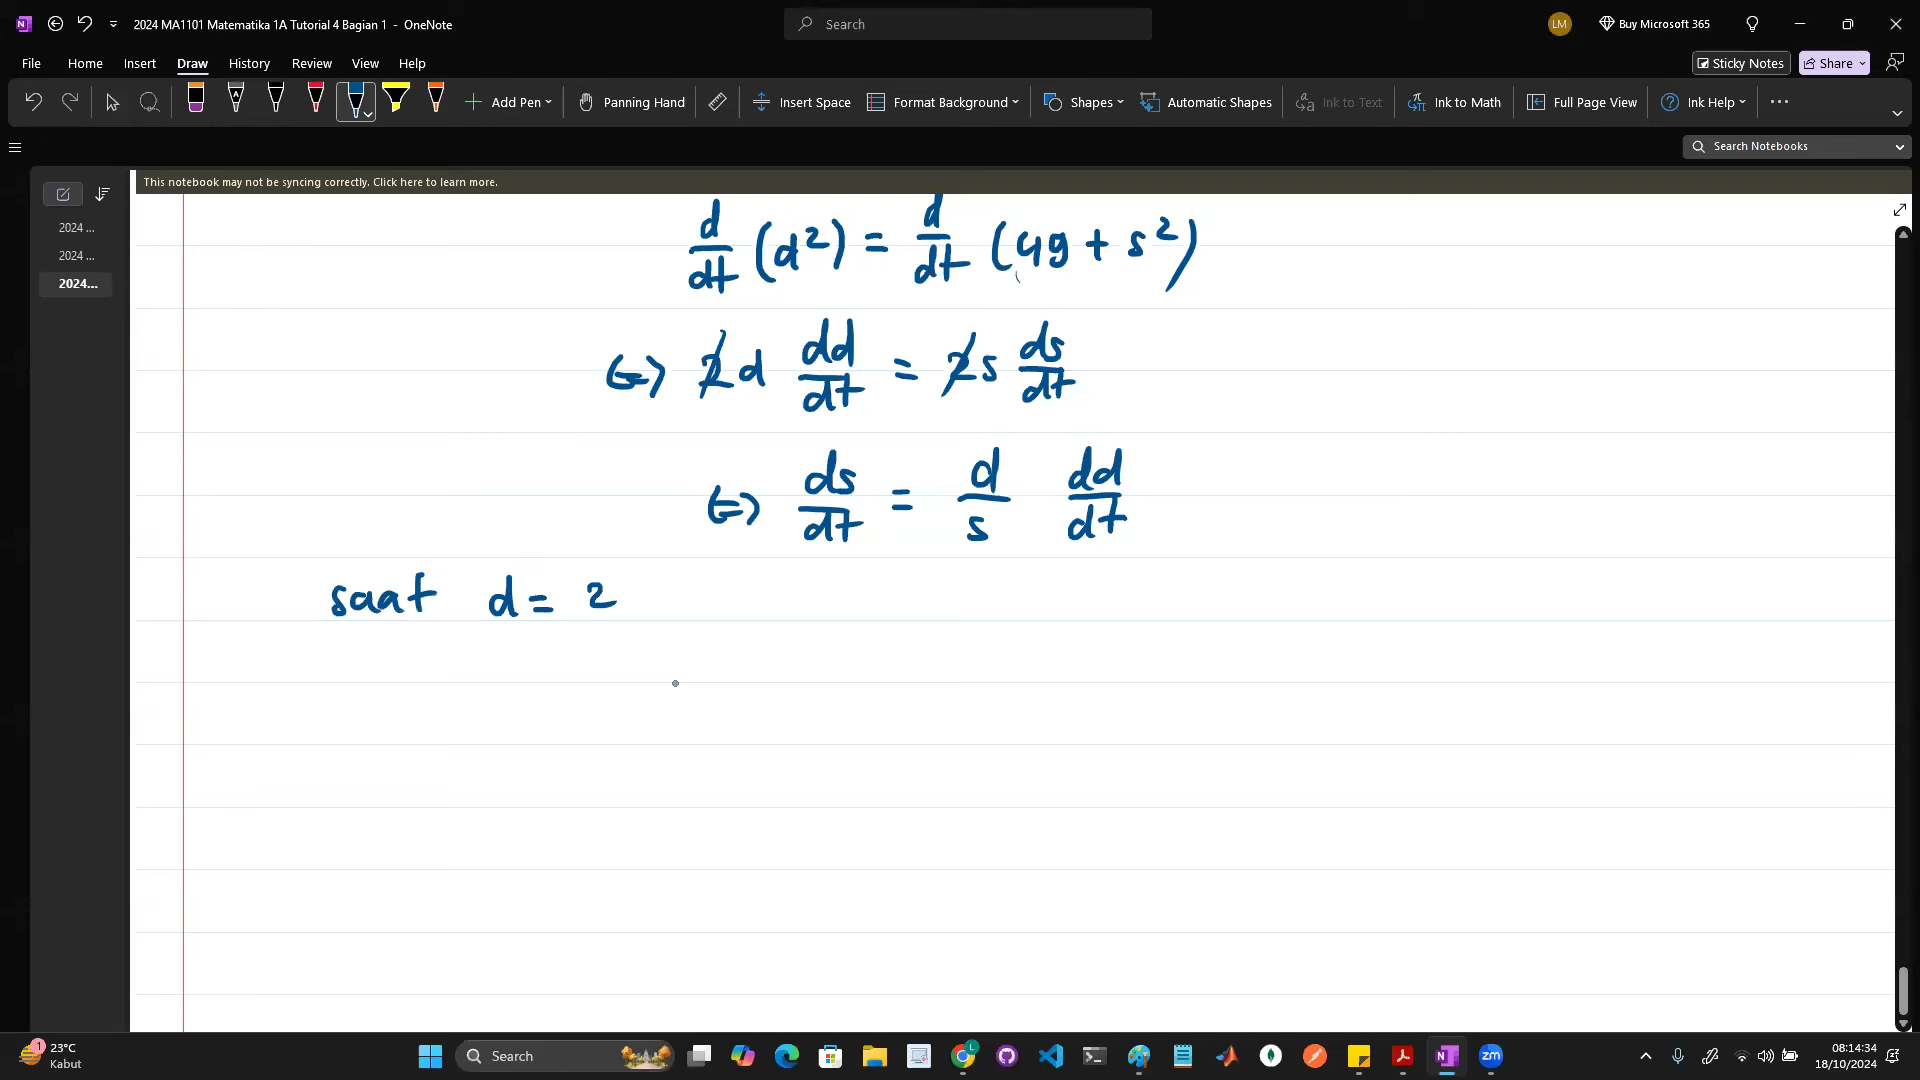 2024 MA1101 Matematika 1A Tutorial 4 Bagian 1 - OneNote
Search
LM
Buy Microsoft 365
File Home Insert Draw History Review View Help
Sticky Notes
Share
Add Pen
Panning Hand
Insert Space
Format Background
Shapes
Automatic Shapes
Ink to Text
Ink to Math
Full Page View
Ink Help
Search Notebooks
This notebook may not be syncing correctly. Click here to learn more.
2024 ...
2024 ...
2024...
d/dt (d²) = d/dt (49 + s²)
⇔ 2d dd/dt = 2s ds/dt
⇔ ds/dt = d/s dd/dt
saat d = 2
1
23°C
Kabut
Search
zm
08:14:34
18/10/2024